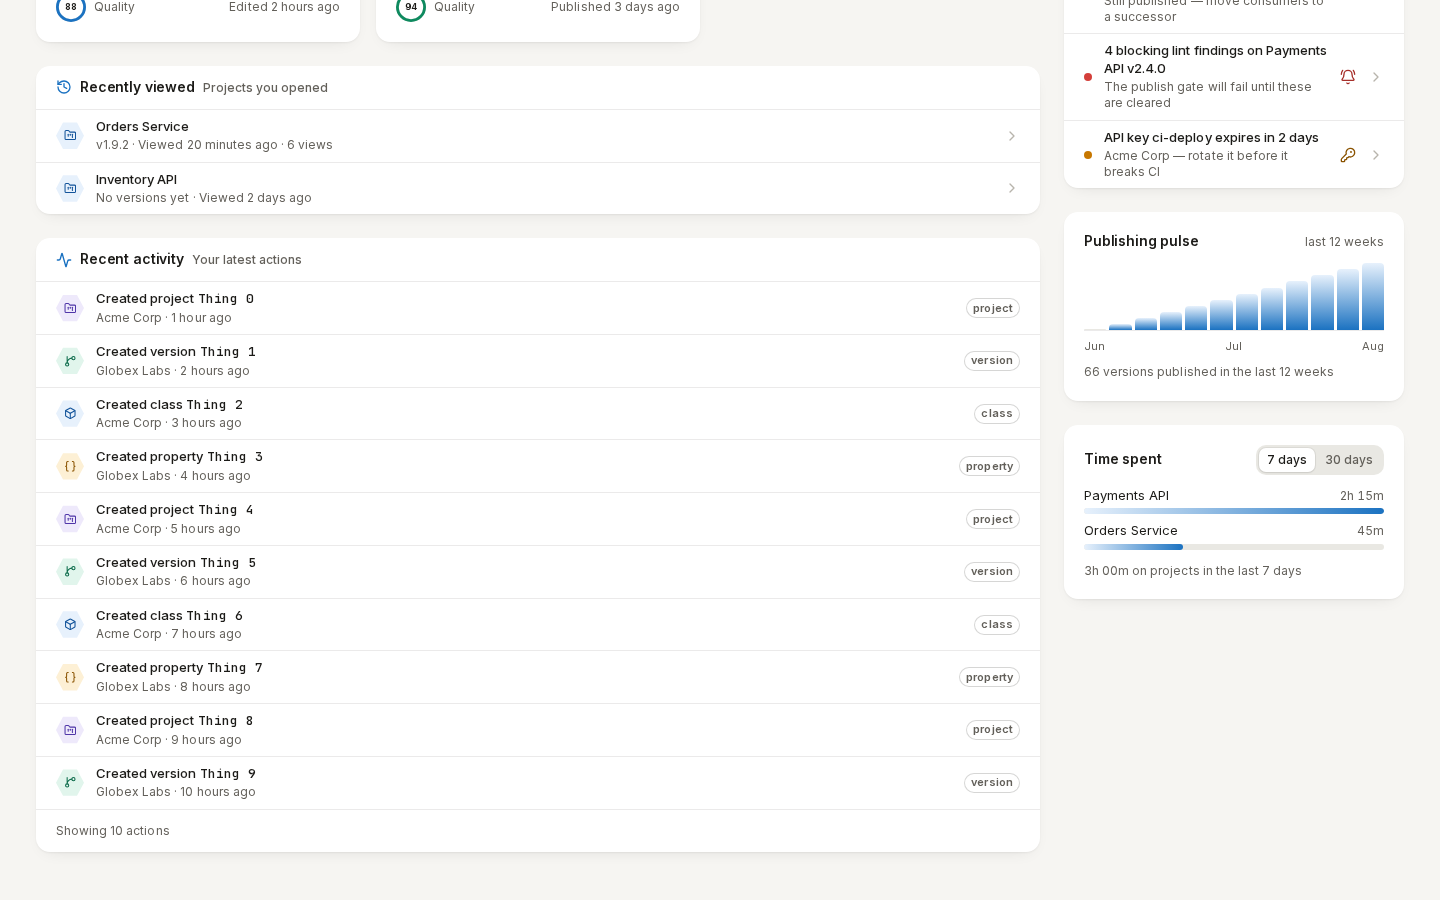 88 Quality Edited 2 hours ago
94 Quality Published 3 days ago
Recently viewed Projects you opened
Orders Service
v1.9.2 · Viewed 20 minutes ago · 6 views
Inventory API
No versions yet · Viewed 2 days ago
Recent activity Your latest actions
Created project Thing 0
Acme Corp · 1 hour ago
project
Created version Thing 1
Globex Labs · 2 hours ago
version
Created class Thing 2
Acme Corp · 3 hours ago
class
Created property Thing 3
Globex Labs · 4 hours ago
property
Created project Thing 4
Acme Corp · 5 hours ago
project
Created version Thing 5
Globex Labs · 6 hours ago
version
Created class Thing 6
Acme Corp · 7 hours ago
class
Created property Thing 7
Globex Labs · 8 hours ago
property
Created project Thing 8
Acme Corp · 9 hours ago
project
Created version Thing 9
Globex Labs · 10 hours ago
version
Showing 10 actions
Still published — move consumers to
a successor
4 blocking lint findings on Payments
API v2.4.0
The publish gate will fail until these
are cleared
API key ci-deploy expires in 2 days
Acme Corp — rotate it before it
breaks CI
Publishing pulse last 12 weeks
Jun Jul Aug
66 versions published in the last 12 weeks
Time spent 7 days 30 days
Payments API 2h 15m
Orders Service 45m
3h 00m on projects in the last 7 days